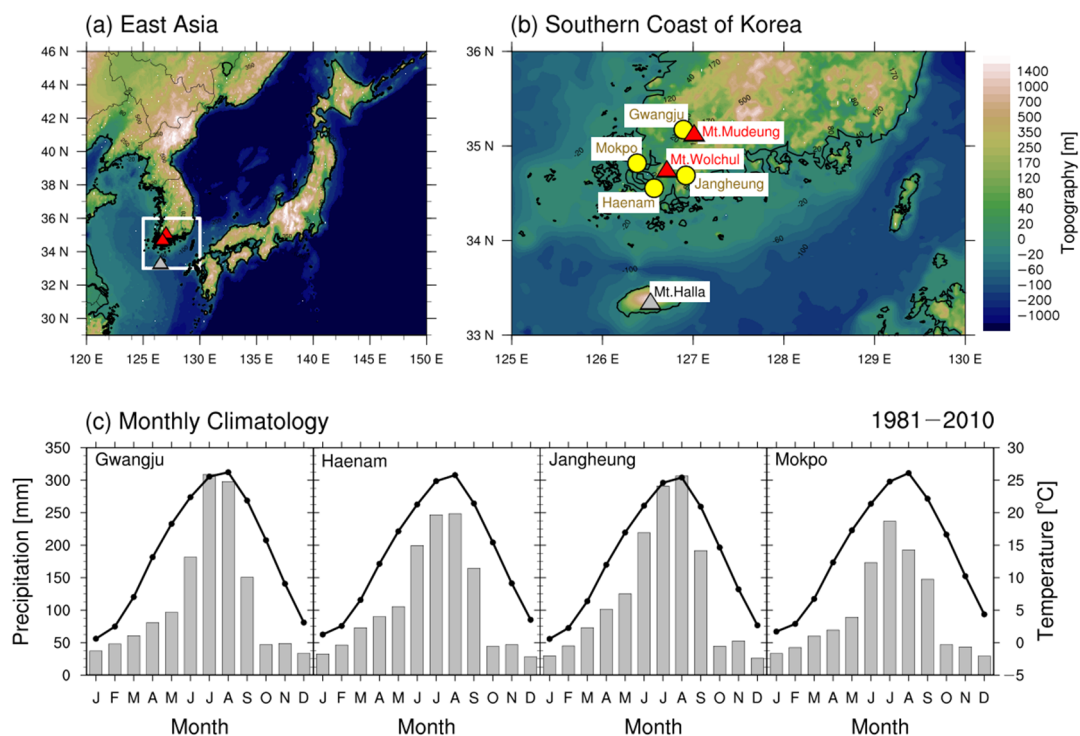 (a) East Asia
(b) Southern Coast of Korea
46 N
44 N
42 N
40 N
38 N
36 N
34 N
32 N
30 N
120 E 125 E 130 E 135 E 140 E 145 E 150 E
36 N
35 N
34 N
33 N
125 E 126 E 127 E 128 E 129 E 130 E
Gwangju
Mt.Mudeung
Mokpo
Mt.Wolchul
Jangheung
Haenam
Mt.Halla
1400
1000
700
500
350
250
170
120
80
40
20
0
−20
−60
−100
−200
−1000
Topography [m]
(c) Monthly Climatology
1981−2010
Gwangju Haenam Jangheung Mokpo
350
300
250
200
150
100
50
0
Precipitation [mm]
30
25
20
15
10
5
0
−5
Temperature [°C]
J F M A M J J A S O N D J F M A M J J A S O N D J F M A M J J A S O N D J F M A M J J A S O N D
Month Month Month Month